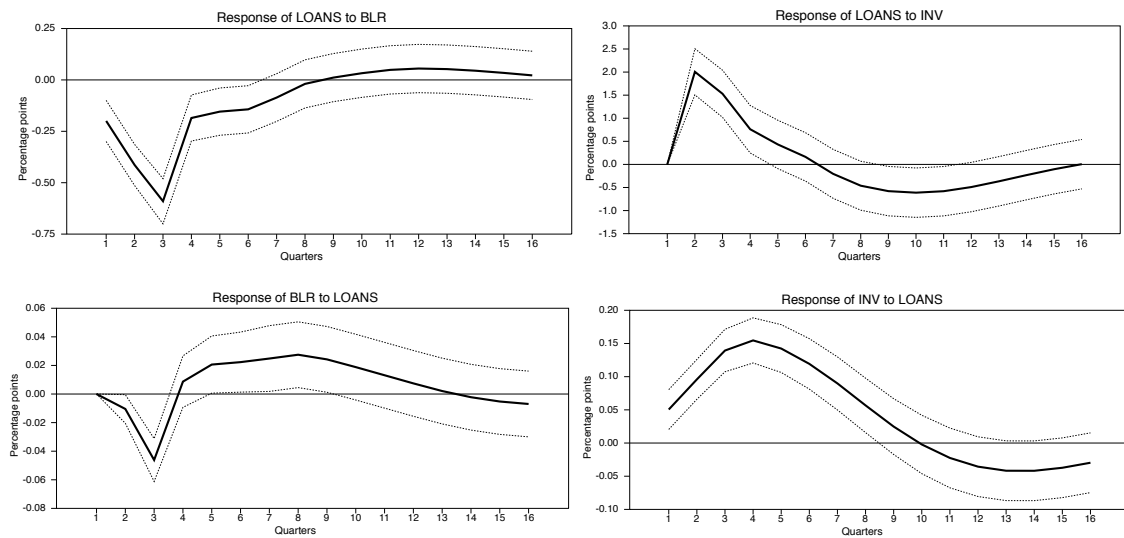 Response of LOANS to BLR
0.25
0.00
-0.25
-0.50
-0.75
Percentage points
1 2 3 4 5 6 7 8 9 10 11 12 13 14 15 16
Quarters
Response of LOANS to INV
3.0
2.5
2.0
1.5
1.0
0.5
0.0
-0.5
-1.0
-1.5
Percentage points
1 2 3 4 5 6 7 8 9 10 11 12 13 14 15 16
Quarters
Response of BLR to LOANS
0.06
0.04
0.02
0.00
-0.02
-0.04
-0.06
-0.08
Percentage points
1 2 3 4 5 6 7 8 9 10 11 12 13 14 15 16
Quarters
Response of INV to LOANS
0.20
0.15
0.10
0.05
0.00
-0.05
-0.10
Percentage points
1 2 3 4 5 6 7 8 9 10 11 12 13 14 15 16
Quarters